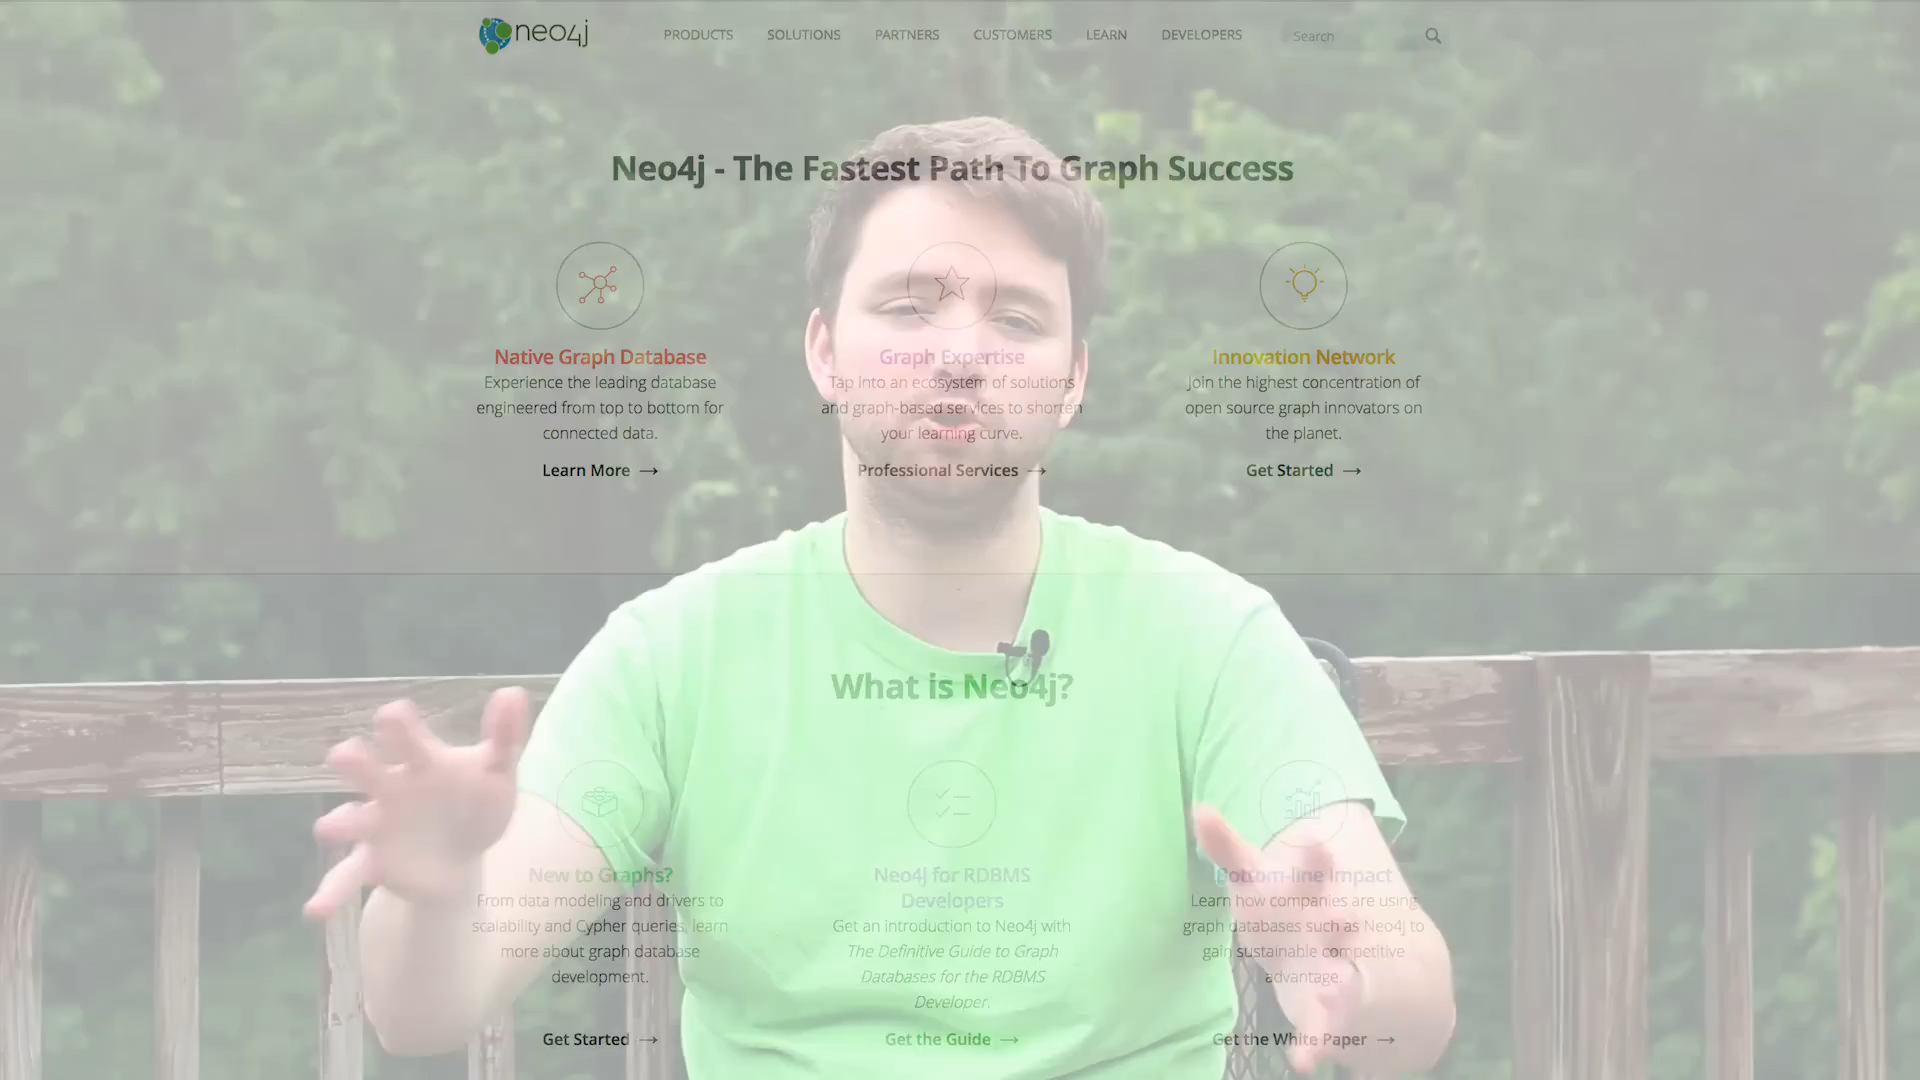 neo4j
PRODUCTS SOLUTIONS PARTNERS CUSTOMERS LEARN DEVELOPERS Search
Neo4j - The Fastest Path To Graph Success
Native Graph Database
Experience the leading database
engineered from top to bottom for
connected data.
Learn More →
Graph Expertise
Tap into an ecosystem of solutions
and graph-based services to shorten
your learning curve.
Professional Services →
Innovation Network
Join the highest concentration of
open source graph innovators on
the planet.
Get Started →
What is Neo4j?
New to Graphs?
From data modeling and drivers to
scalability and Cypher queries, learn
more about graph database
development.
Get Started →
Neo4j for RDBMS
Developers
Get an introduction to Neo4j with
The Definitive Guide to Graph
Databases for the RDBMS
Developer.
Get the Guide →
Bottom-line Impact
Learn how companies are using
graph databases such as Neo4j to
gain sustainable competitive
advantage.
Get the White Paper →